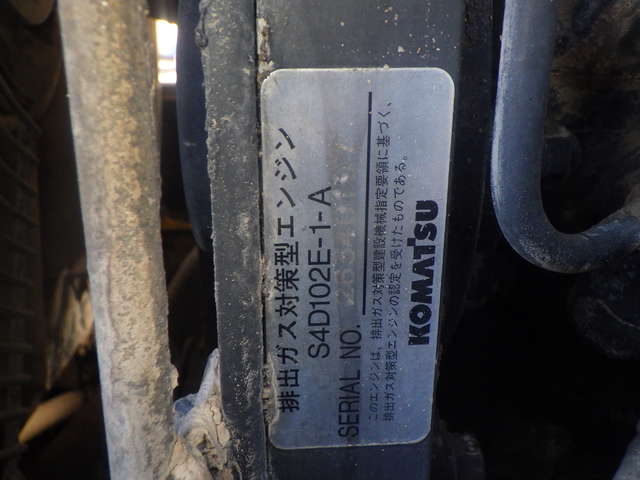 排出ガス対策型エンジン
S4D102E-1-A
SERIAL NO.
このエンジンは、排出ガス対策型建設機械指定要領に基づく、
排出ガス対策型エンジンの認定を受けたものである。
KOMATSU